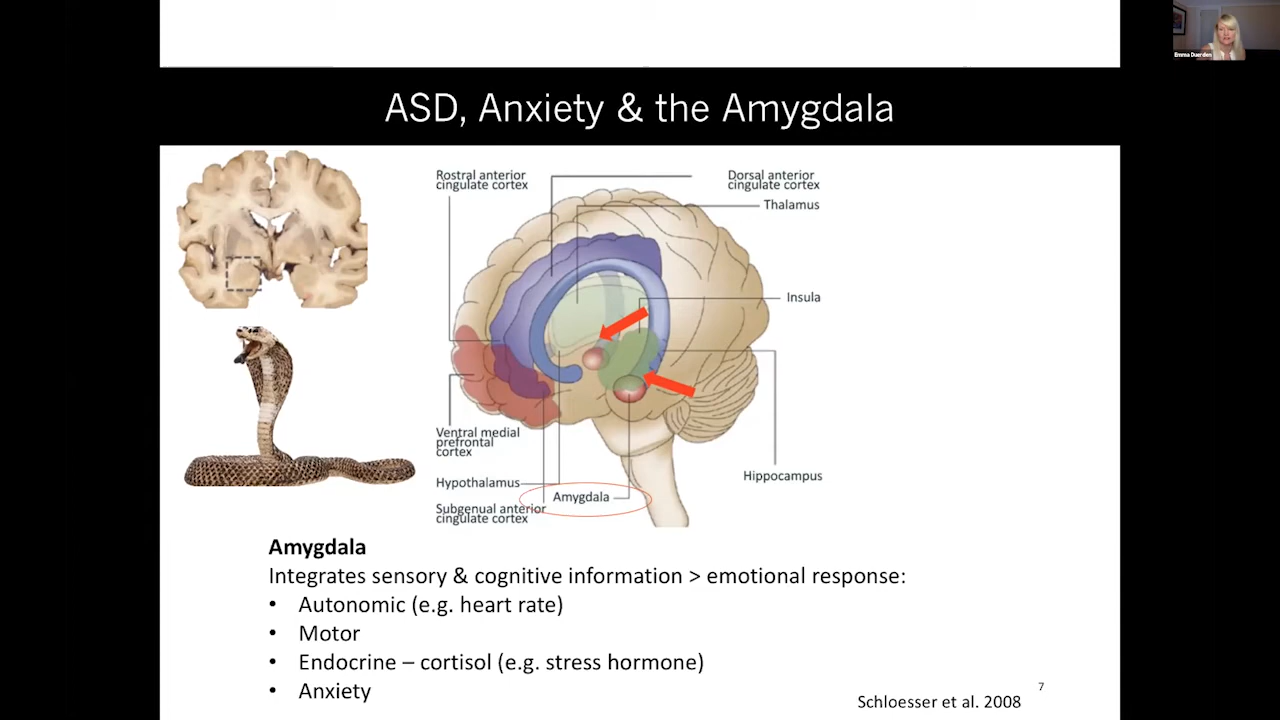 Emma Duerden
ASD, Anxiety & the Amygdala
Rostral anterior
cingulate cortex
Dorsal anterior
cingulate cortex
Thalamus
Insula
Ventral medial
prefrontal
cortex
Hippocampus
Hypothalamus
Amygdala
Subgenual anterior
cingulate cortex
Amygdala
Integrates sensory & cognitive information > emotional response:
• Autonomic (e.g. heart rate)
• Motor
• Endocrine – cortisol (e.g. stress hormone)
• Anxiety
7
Schloesser et al. 2008